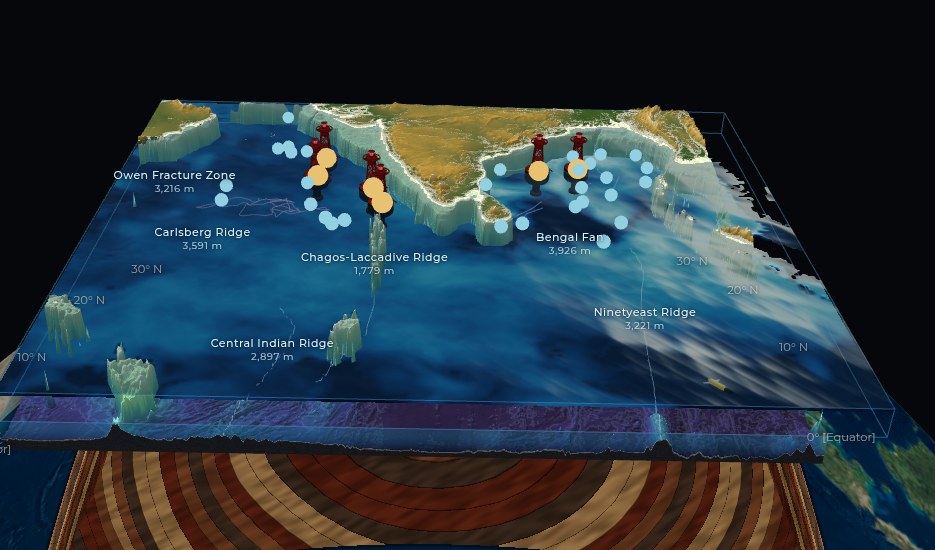 Owen Fracture Zone
3,216 m
Carlsberg Ridge
3,591 m
Bengal Fan
3,926 m
Chagos-Laccadive Ridge
1,779 m
30° N
30° N
20° N
20° N
Ninetyeast Ridge
3,221 m
Central Indian Ridge
2,897 m
10° N
10° N
0° [Equator]
or]